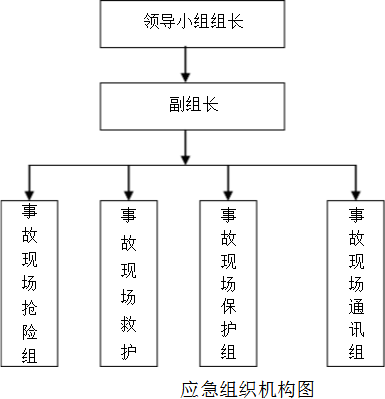 领导小组组长
副组长
事故现场抢险组
事故现场救护
事故现场保护组
事故现场通讯组
应急组织机构图